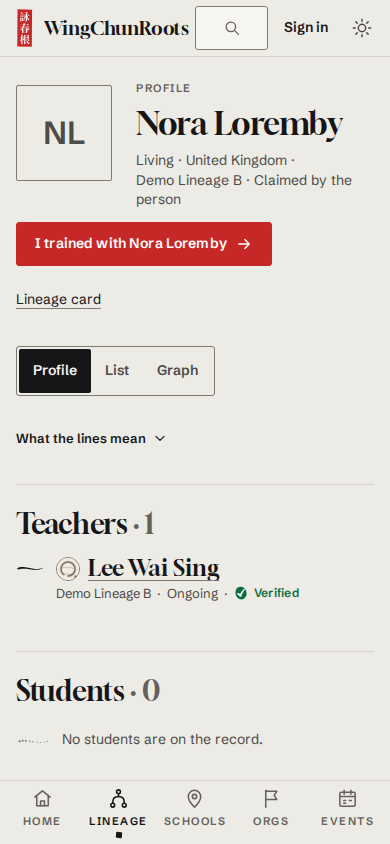 詠春根
WingChunRoots
Sign in
NL
PROFILE
Nora Loremby
Living · United Kingdom ·
Demo Lineage B · Claimed by the
person
I trained with Nora Loremby →
Lineage card
Profile
List
Graph
What the lines mean
Teachers · 1
Lee Wai Sing
Demo Lineage B · Ongoing · Verified
Students · 0
No students are on the record.
HOME
LINEAGE
SCHOOLS
ORGS
EVENTS